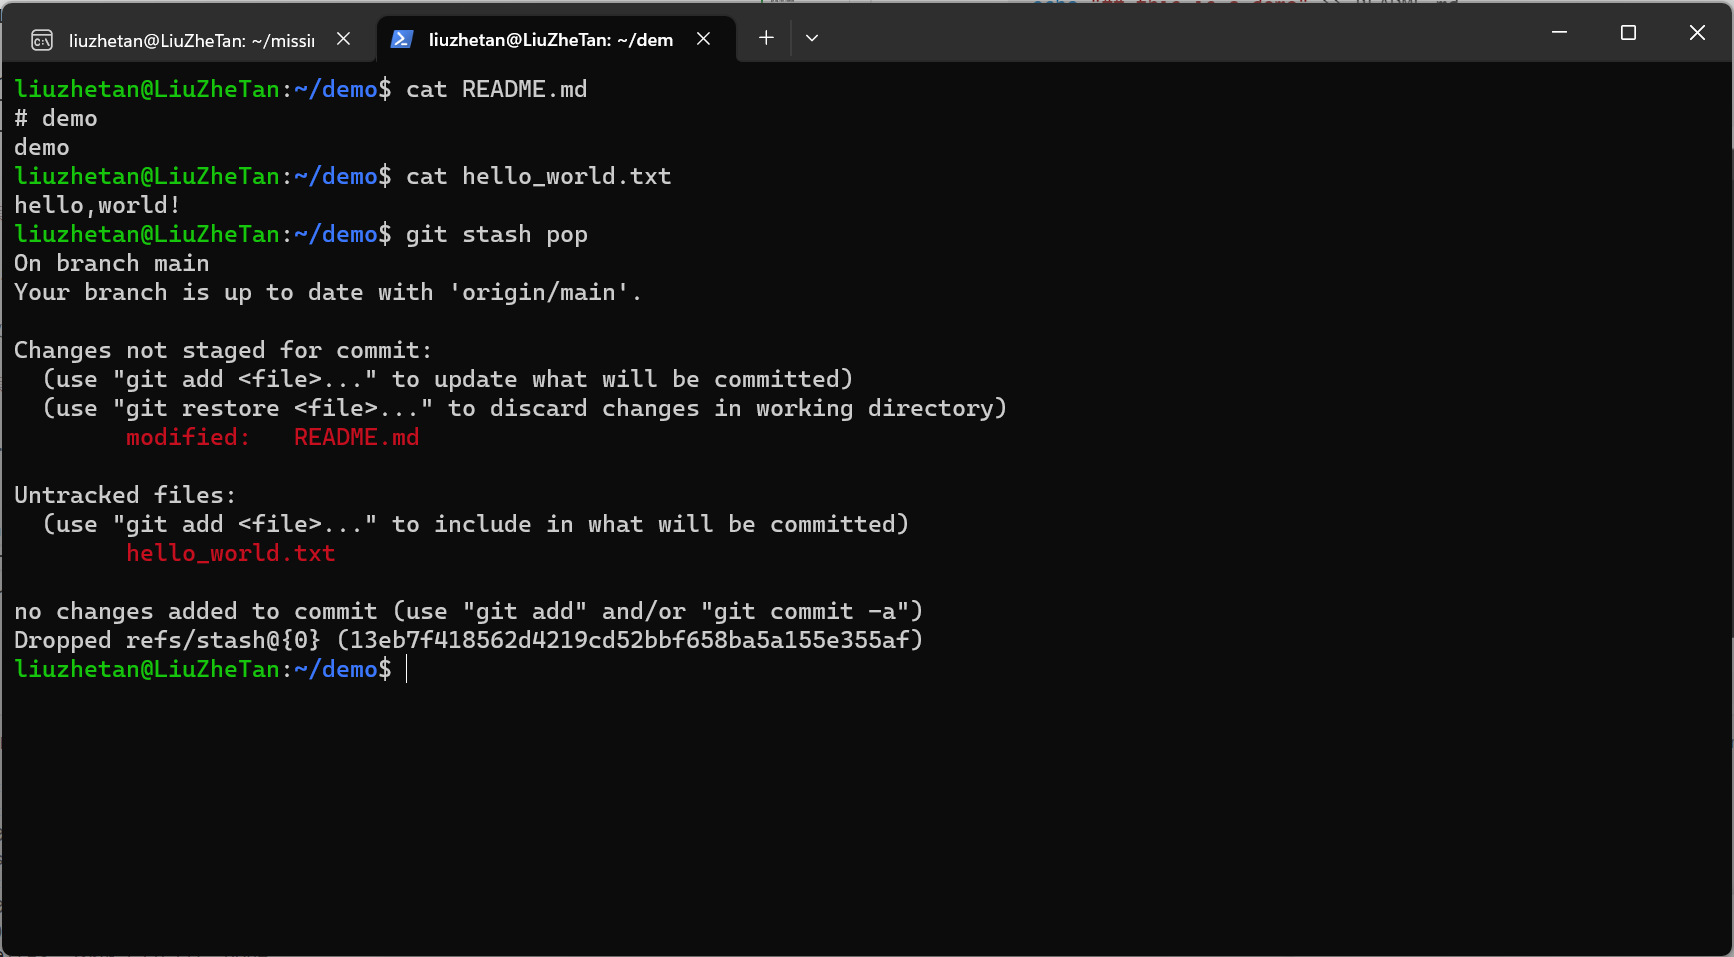 liuzhetan@LiuZheTan: ~/missi
liuzhetan@LiuZheTan: ~/dem
liuzhetan@LiuZheTan:~/demo$ cat README.md
# demo
demo
liuzhetan@LiuZheTan:~/demo$ cat hello_world.txt
hello,world!
liuzhetan@LiuZheTan:~/demo$ git stash pop
On branch main
Your branch is up to date with 'origin/main'.
Changes not staged for commit:
  (use "git add <file>..." to update what will be committed)
  (use "git restore <file>..." to discard changes in working directory)
        modified:   README.md
Untracked files:
  (use "git add <file>..." to include in what will be committed)
        hello_world.txt
no changes added to commit (use "git add" and/or "git commit -a")
Dropped refs/stash@{0} (13eb7f418562d4219cd52bbf658ba5a155e355af)
liuzhetan@LiuZheTan:~/demo$